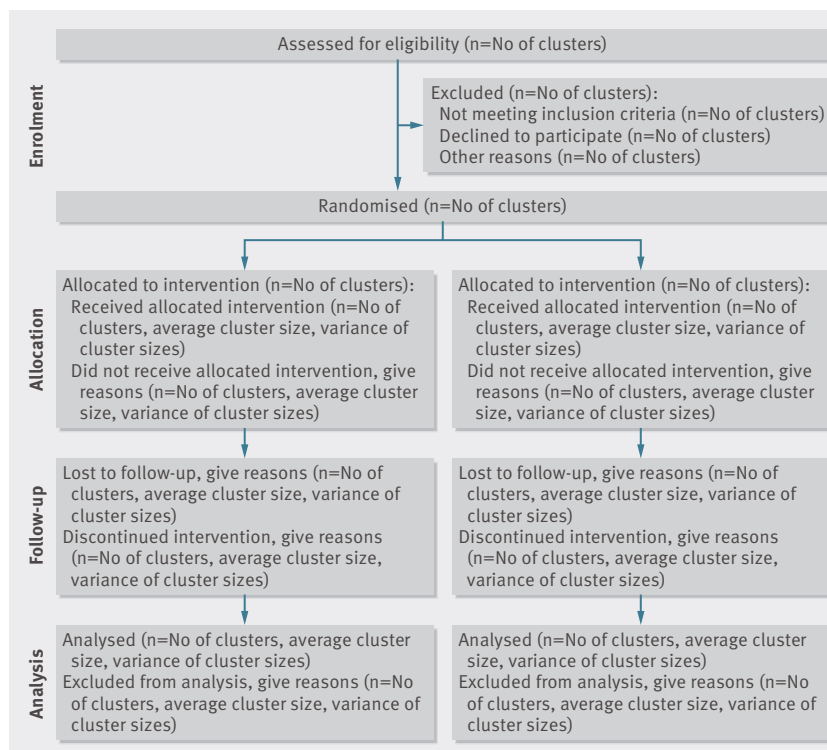 Assessed for eligibility (n=No of clusters)
Enrolment
Excluded (n=No of clusters):
Not meeting inclusion criteria (n=No of clusters)
Declined to participate (n=No of clusters)
Other reasons (n=No of clusters)
Randomised (n=No of clusters)
Allocation
Allocated to intervention (n=No of clusters):
Received allocated intervention (n=No of
clusters, average cluster size, variance of
cluster sizes)
Did not receive allocated intervention, give
reasons (n=No of clusters, average cluster
size, variance of cluster sizes)
Allocated to intervention (n=No of clusters):
Received allocated intervention (n=No of
clusters, average cluster size, variance of
cluster sizes)
Did not receive allocated intervention, give
reasons (n=No of clusters, average cluster
size, variance of cluster sizes)
Follow-up
Lost to follow-up, give reasons (n=No of
clusters, average cluster size, variance of
cluster sizes)
Discontinued intervention, give reasons
(n=No of clusters, average cluster size,
variance of cluster sizes)
Lost to follow-up, give reasons (n=No of
clusters, average cluster size, variance of
cluster sizes)
Discontinued intervention, give reasons
(n=No of clusters, average cluster size,
variance of cluster sizes)
Analysis
Analysed (n=No of clusters, average cluster
size, variance of cluster sizes)
Excluded from analysis, give reasons (n=No
of clusters, average cluster size, variance of
cluster sizes)
Analysed (n=No of clusters, average cluster
size, variance of cluster sizes)
Excluded from analysis, give reasons (n=No
of clusters, average cluster size, variance of
cluster sizes)